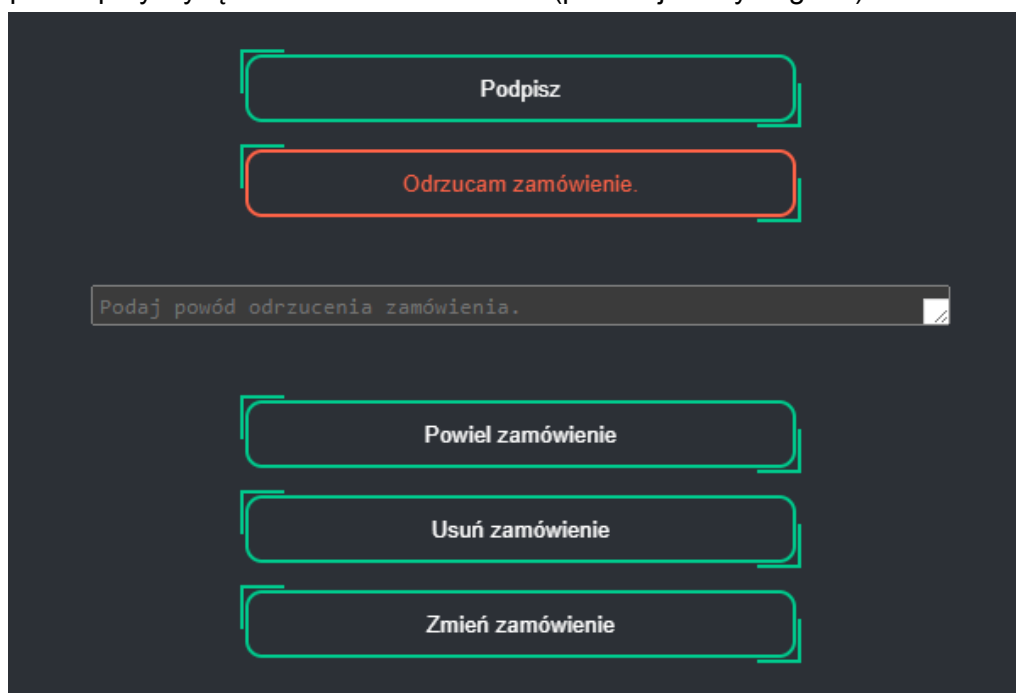 Podpisz
Odrzucam zamówienie.
Podaj powód odrzucenia zamówienia.
Powiel zamówienie
Usuń zamówienie
Zmień zamówienie